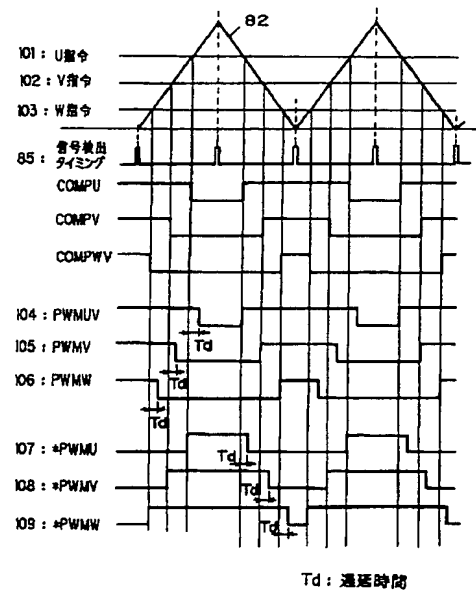 82
101 : U指令
102 : V指令
103 : W指令
85 : 信号検出
タイミング
COMPU
COMPV
COMPWV
104 : PWMUV
Td
105 : PWMV
Td
106 : PWMW
Td
107 : *PWMU
Td
108 : *PWMV
Td
109 : *PWMW
Td
Td : 遅延時間